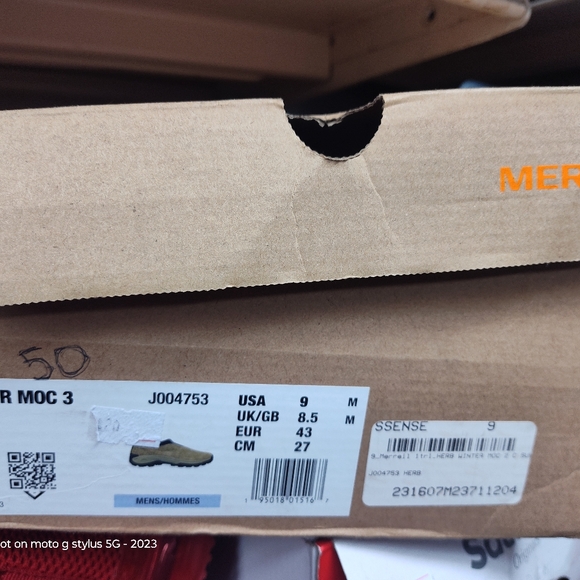 MER
50
R MOC 3 J004753
USA 9 M
UK/GB 8.5 M
EUR 43
CM 27
MENS/HOMMES
SSENSE 9
J004753 HERB
231607M23711204
ot on moto g stylus 5G - 2023